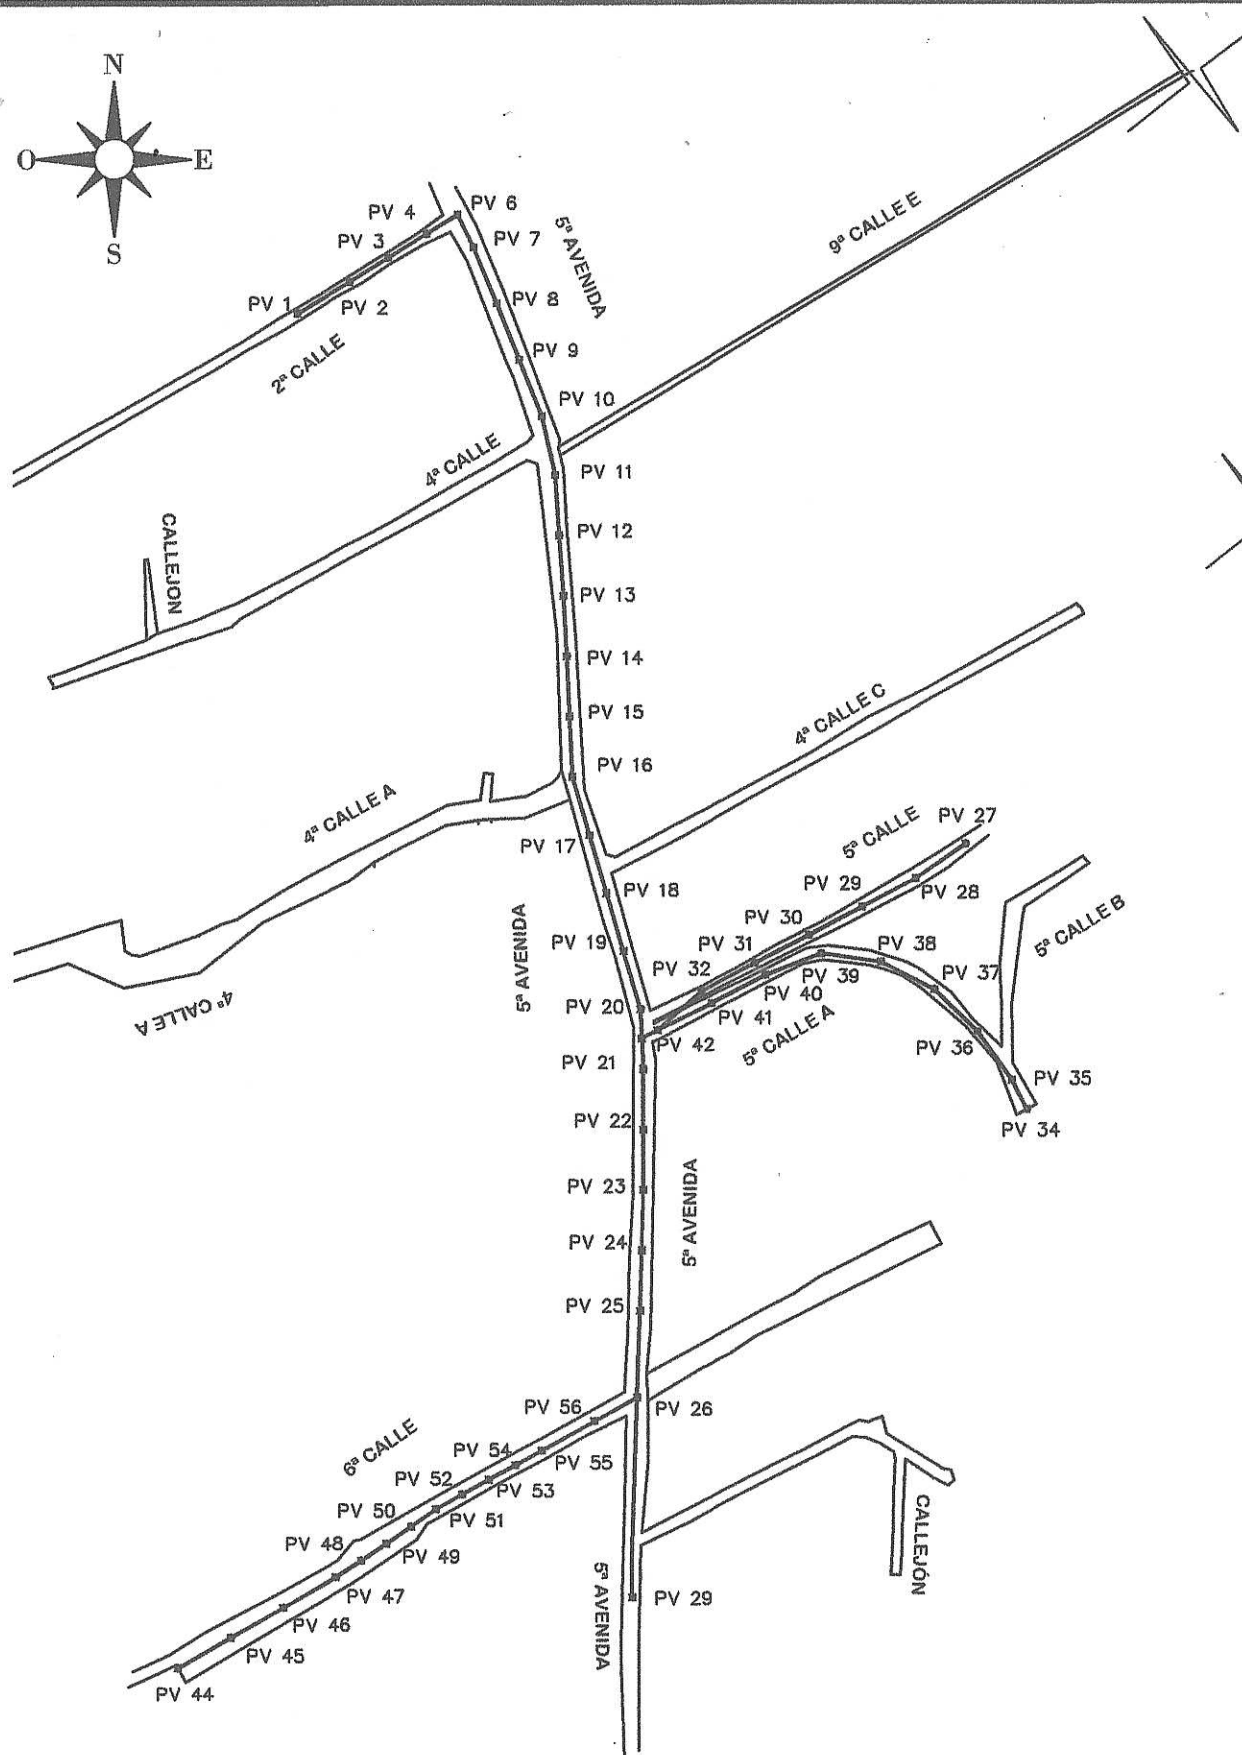 N
O
E
S
PV 6
PV 4
5ª AVENIDA
PV 7
PV 3
PV 1
PV 2
PV 8
9ª CALLE E
2ª CALLE
PV 9
PV 10
4ª CALLE
PV 11
CALLEJON
PV 12
PV 13
PV 14
PV 15
4ª CALLE C
PV 16
4ª CALLE A
PV 17
5ª CALLE
PV 27
PV 18
PV 29
PV 28
5ª AVENIDA
PV 30
5ª CALLE B
PV 19
PV 31
PV 38
PV 32
PV 39
PV 37
PV 40
4ª CALLE A
PV 20
PV 41
5ª CALLE A
PV 42
PV 36
PV 21
PV 35
PV 22
PV 34
PV 23
5ª AVENIDA
PV 24
PV 25
PV 56
PV 26
6ª CALLE
PV 54
PV 55
PV 52
PV 53
PV 50
PV 51
CALLEJÓN
PV 48
PV 49
PV 47
PV 29
5ª AVENIDA
PV 46
PV 45
PV 44